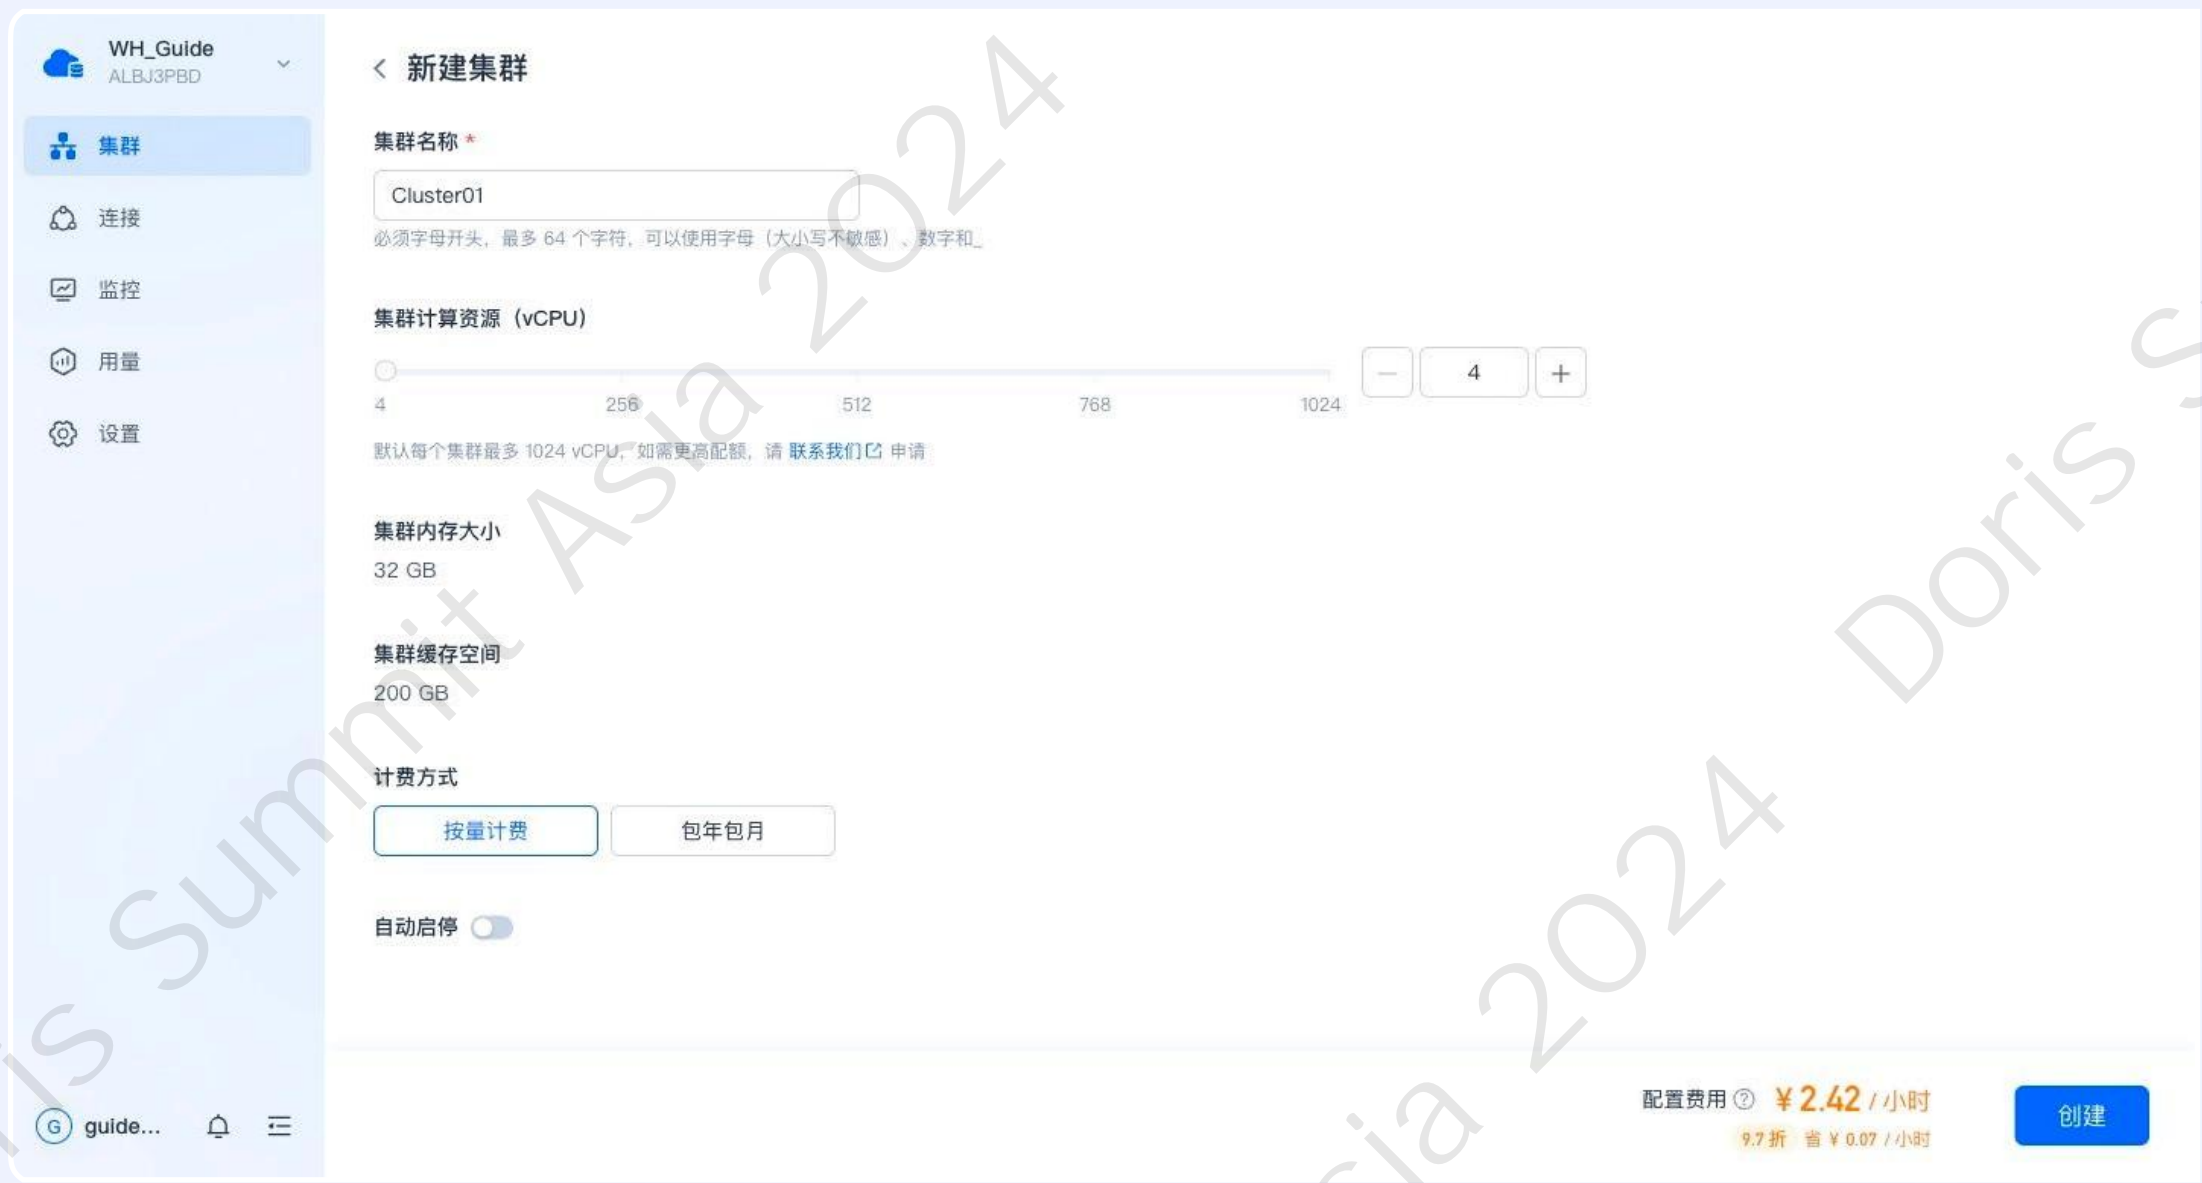 WH_Guide
ALBJ3PBD
集群
连接
监控
用量
设置
G guide...
新建集群
集群名称 *
Cluster01
必须字母开头，最多 64 个字符，可以使用字母（大小写不敏感）、数字和_
集群计算资源（vCPU）
4 256 512 768 1024
4
默认每个集群最多 1024 vCPU，如需更高配额，请 联系我们 申请
集群内存大小
32 GB
集群缓存空间
200 GB
计费方式
按量计费 包年包月
自动启停
配置费用 ? ¥ 2.42 / 小时
9.7 折 省 ¥ 0.07 / 小时
创建
Doris Summit Asia 2024
Doris S
is Summit Asia 2024